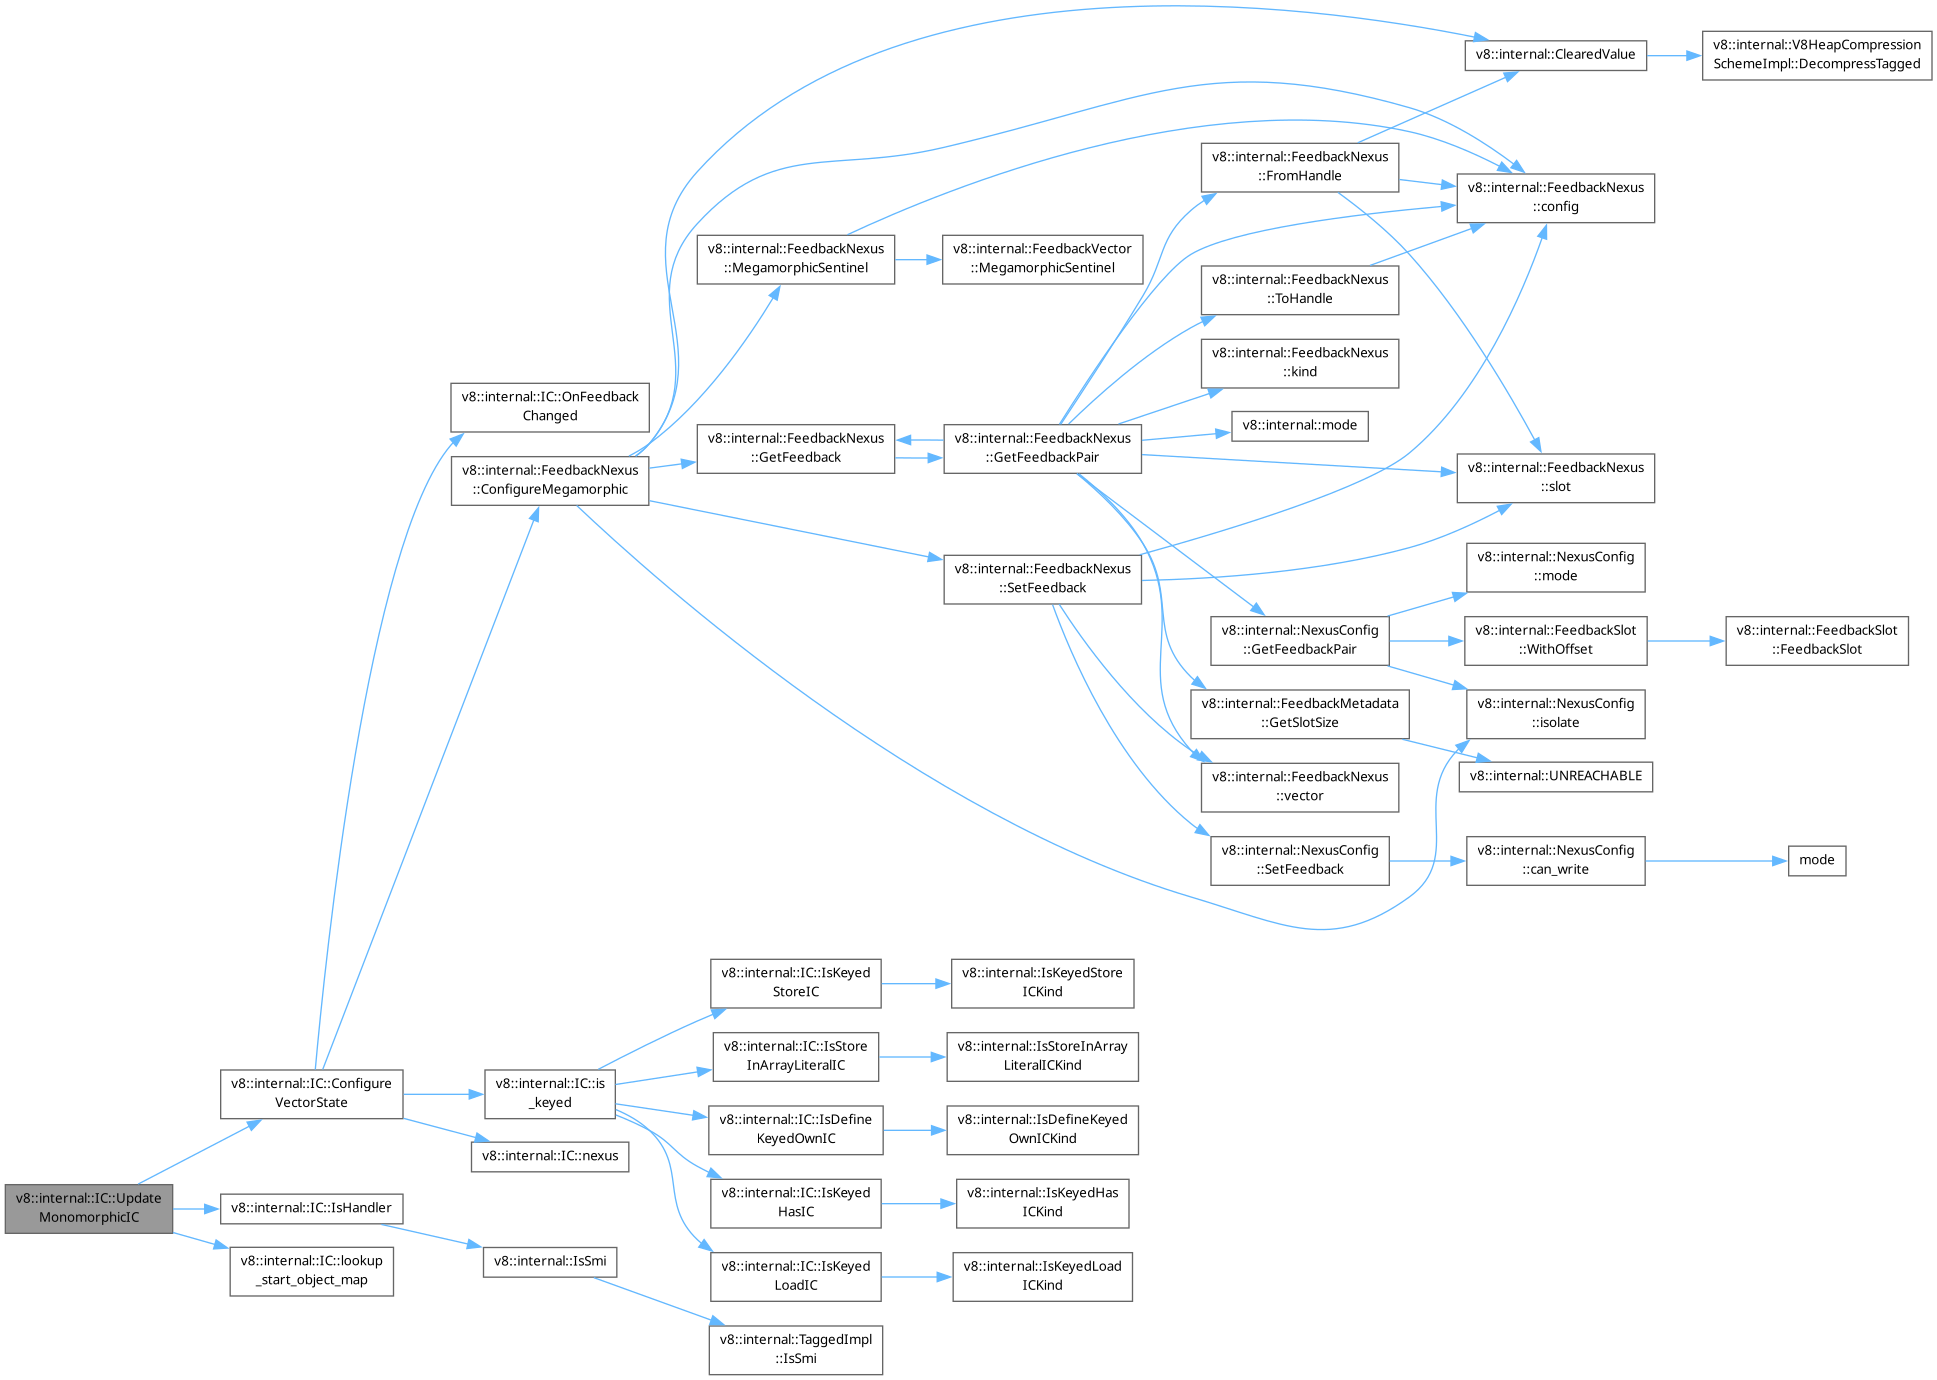 v8::internal::ClearedValue
v8::internal::V8HeapCompression
SchemeImpl::DecompressTagged
v8::internal::FeedbackNexus
::FromHandle
v8::internal::FeedbackNexus
::config
v8::internal::FeedbackNexus
::MegamorphicSentinel
v8::internal::FeedbackVector
::MegamorphicSentinel
v8::internal::FeedbackNexus
::ToHandle
v8::internal::FeedbackNexus
::kind
v8::internal::IC::OnFeedback
Changed
v8::internal::mode
v8::internal::FeedbackNexus
::GetFeedback
v8::internal::FeedbackNexus
::GetFeedbackPair
v8::internal::FeedbackNexus
::ConfigureMegamorphic
v8::internal::FeedbackNexus
::slot
v8::internal::FeedbackNexus
::SetFeedback
v8::internal::NexusConfig
::mode
v8::internal::NexusConfig
::GetFeedbackPair
v8::internal::FeedbackSlot
::WithOffset
v8::internal::FeedbackSlot
::FeedbackSlot
v8::internal::FeedbackMetadata
::GetSlotSize
v8::internal::NexusConfig
::isolate
v8::internal::FeedbackNexus
::vector
v8::internal::UNREACHABLE
v8::internal::NexusConfig
::SetFeedback
v8::internal::NexusConfig
::can_write
mode
v8::internal::IC::IsKeyed
StoreIC
v8::internal::IsKeyedStore
ICKind
v8::internal::IC::IsStore
InArrayLiteralIC
v8::internal::IsStoreInArray
LiteralICKind
v8::internal::IC::Configure
VectorState
v8::internal::IC::is
_keyed
v8::internal::IC::IsDefine
KeyedOwnIC
v8::internal::IsDefineKeyed
OwnICKind
v8::internal::IC::nexus
v8::internal::IC::Update
MonomorphicIC
v8::internal::IC::IsHandler
v8::internal::IC::IsKeyed
HasIC
v8::internal::IsKeyedHas
ICKind
v8::internal::IC::lookup
_start_object_map
v8::internal::IsSmi
v8::internal::IC::IsKeyed
LoadIC
v8::internal::IsKeyedLoad
ICKind
v8::internal::TaggedImpl
::IsSmi